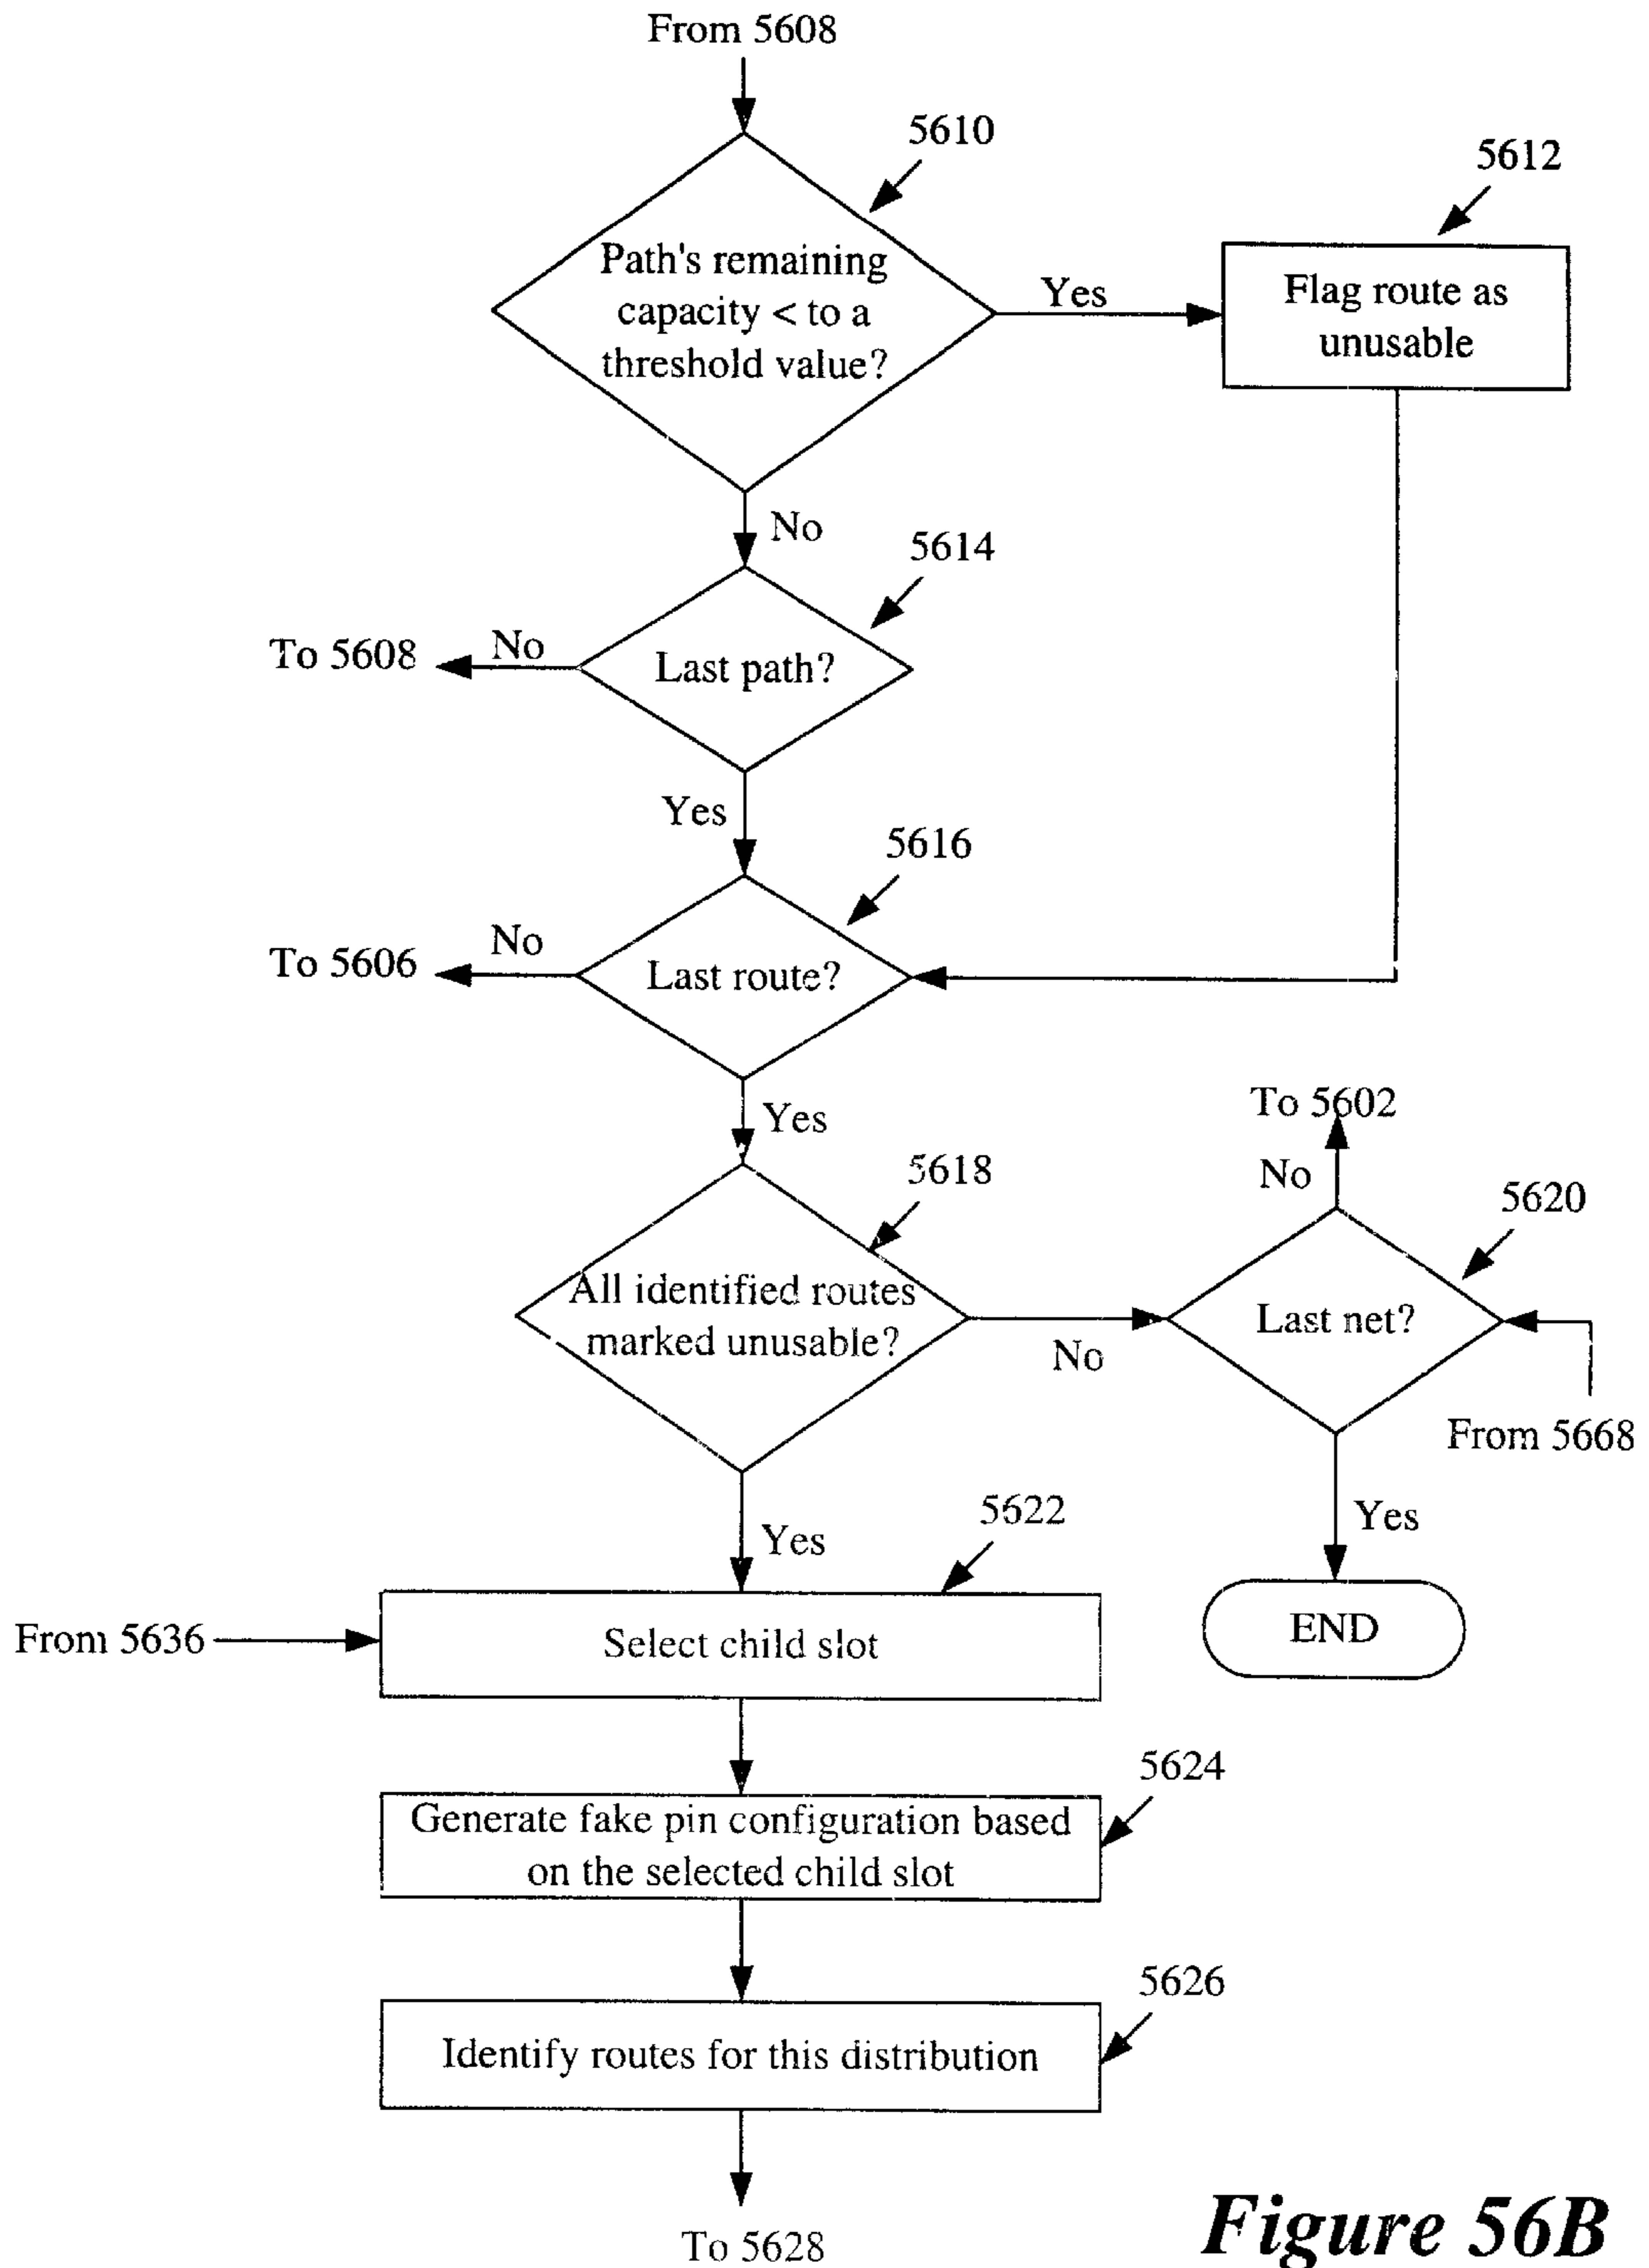 From 5608
5610
5612
Path's remaining
capacity < to a
threshold value?
Yes
Flag route as
unusable
No
5614
To 5608
No
Last path?
Yes
5616
To 5606
No
Last route?
Yes
To 5602
No
5618
5620
All identified routes
marked unusable?
No
Last net?
From 5668
Yes
5622
Yes
From 5636
Select child slot
END
5624
Generate fake pin configuration based
on the selected child slot
5626
Identify routes for this distribution
To 5628
Figure 56B